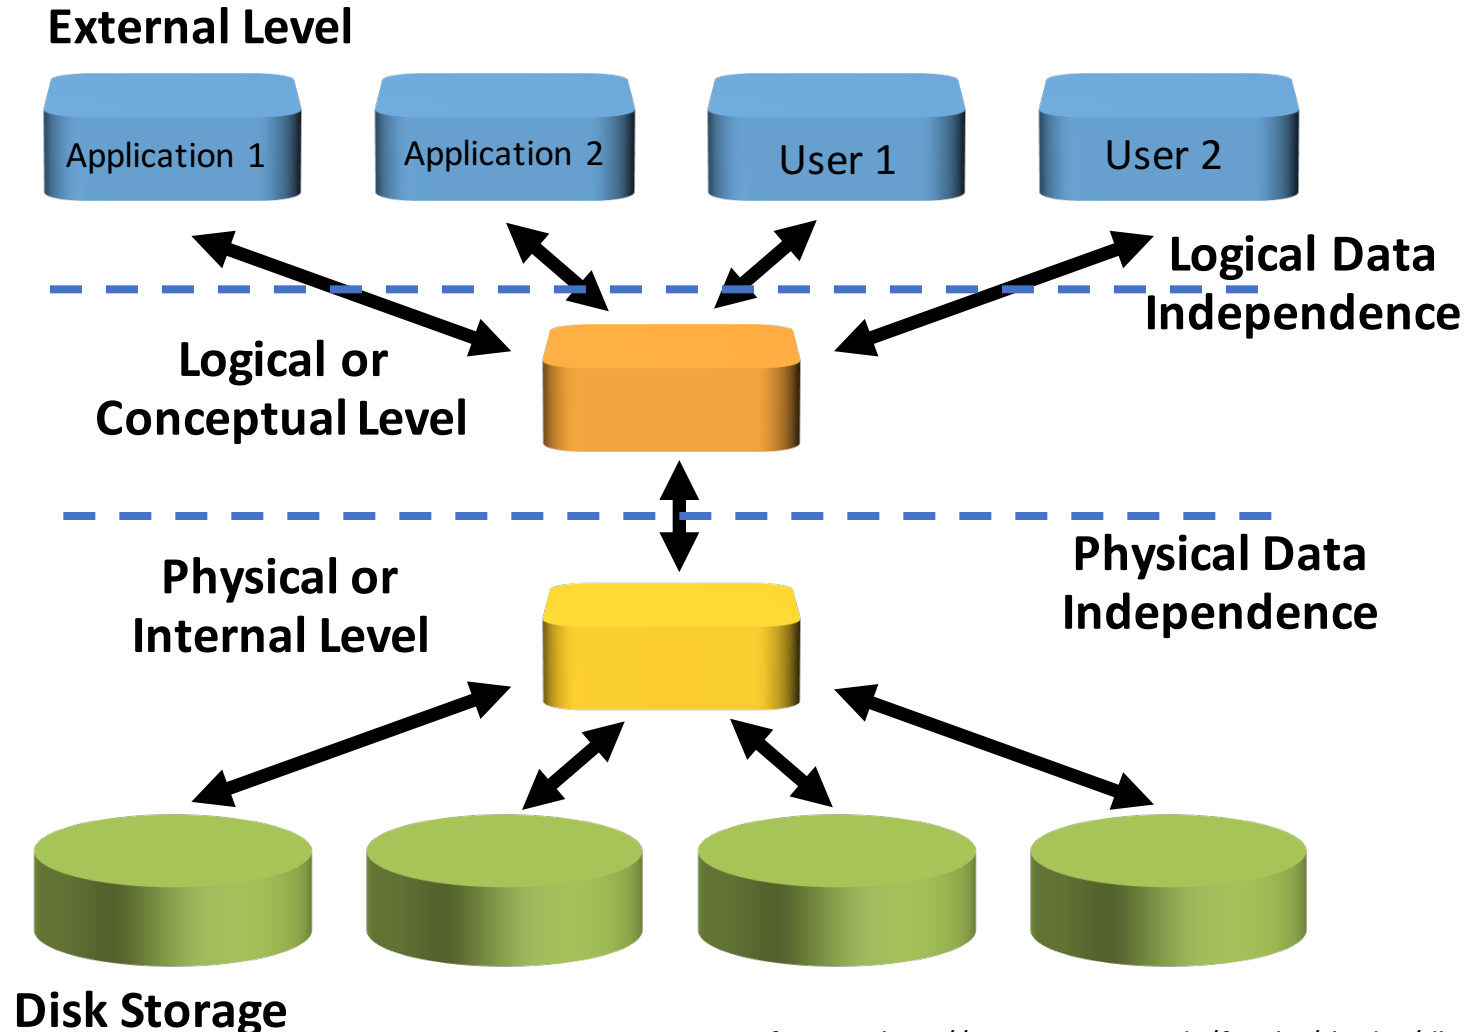 External Level
Application 1
Application 2
User 1
User 2
Logical Data
Independence
Logical or
Conceptual Level
Physical Data
Independence
Physical or
Internal Level
Disk Storage